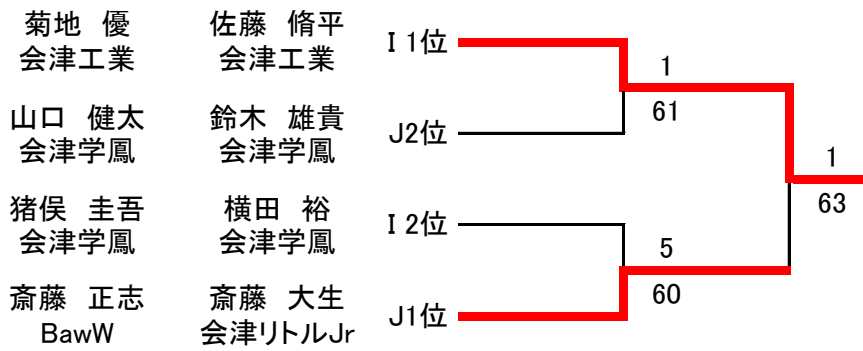 菊地 優 佐藤 脩平 I 1位
会津工業 会津工業
1
61
山口 健太 鈴木 雄貴 J2位
会津学鳳 会津学鳳
1
63
猪俣 圭吾 横田 裕 I 2位
会津学鳳 会津学鳳
5
60
斎藤 正志 斎藤 大生 J1位
BawW 会津リトルJr